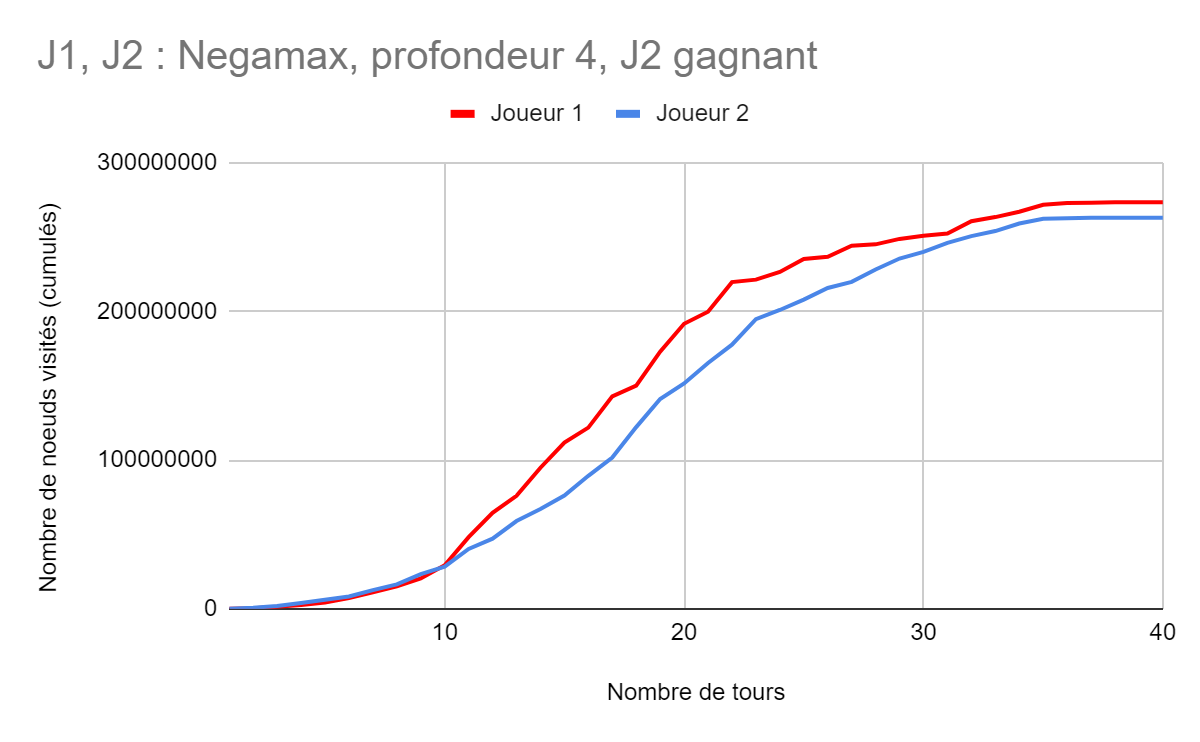 J1, J2 : Negamax, profondeur 4, J2 gagnant
Joueur 1
Joueur 2
Nombre de noeuds visités (cumulés)
300000000
200000000
100000000
0
10
20
30
40
Nombre de tours